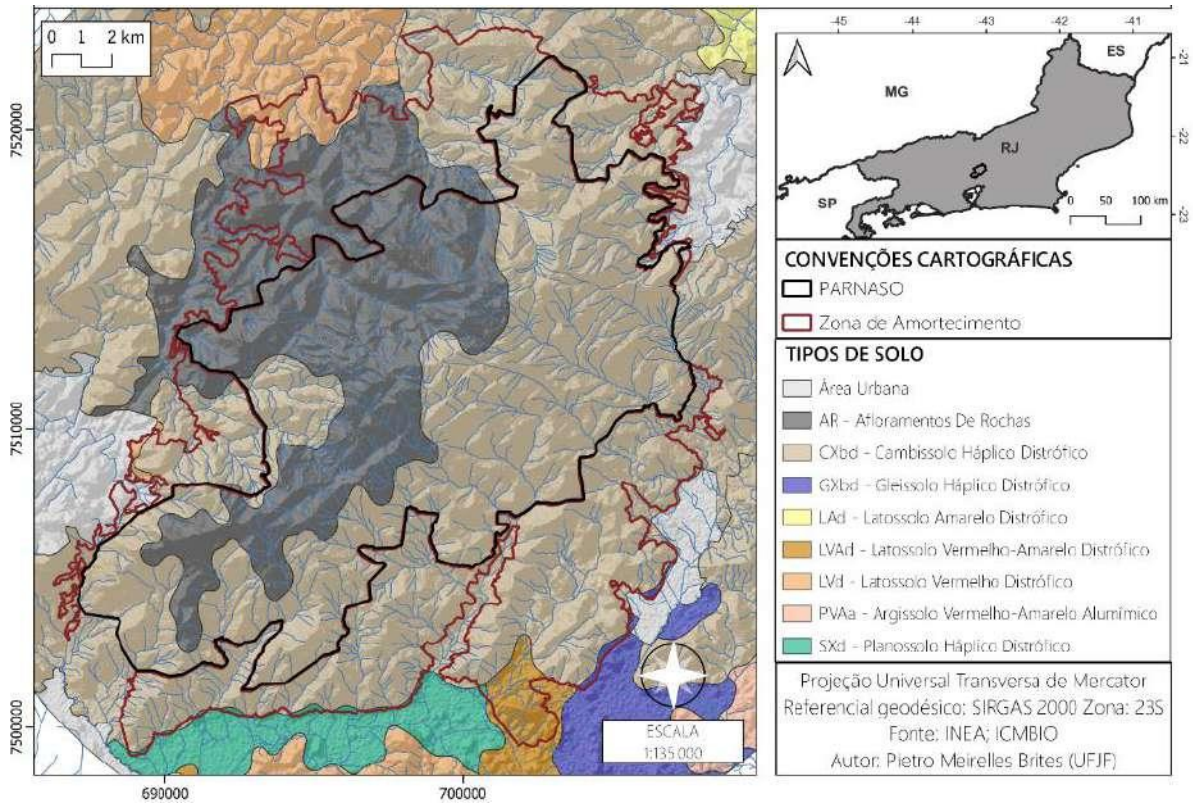 0 1 2 km
7520000
7510000
7500000
690000
700000
ESCALA
1:135 000
-45 -44 -43 -42 -41
-21
-22
-23
MG
ES
RJ
SP
0 50 100 km
CONVENÇÕES CARTOGRÁFICAS
PARNASO
Zona de Amortecimento
TIPOS DE SOLO
Área Urbana
AR - Afloramentos De Rochas
CXbd - Cambissolo Háplico Distrófico
GXbd - Gleissolo Háplico Distrófico
LAd - Latossolo Amarelo Distrófico
LVAd - Latossolo Vermelho-Amarelo Distrófico
LVd - Latossolo Vermelho Distrófico
PVAa - Argissolo Vermelho-Amarelo Alumímico
SXd - Planossolo Háplico Distrófico
Projeção Universal Transversa de Mercator
Referencial geodésico: SIRGAS 2000 Zona: 23S
Fonte: INEA; ICMBIO
Autor: Pietro Meirelles Brites (UFJF)